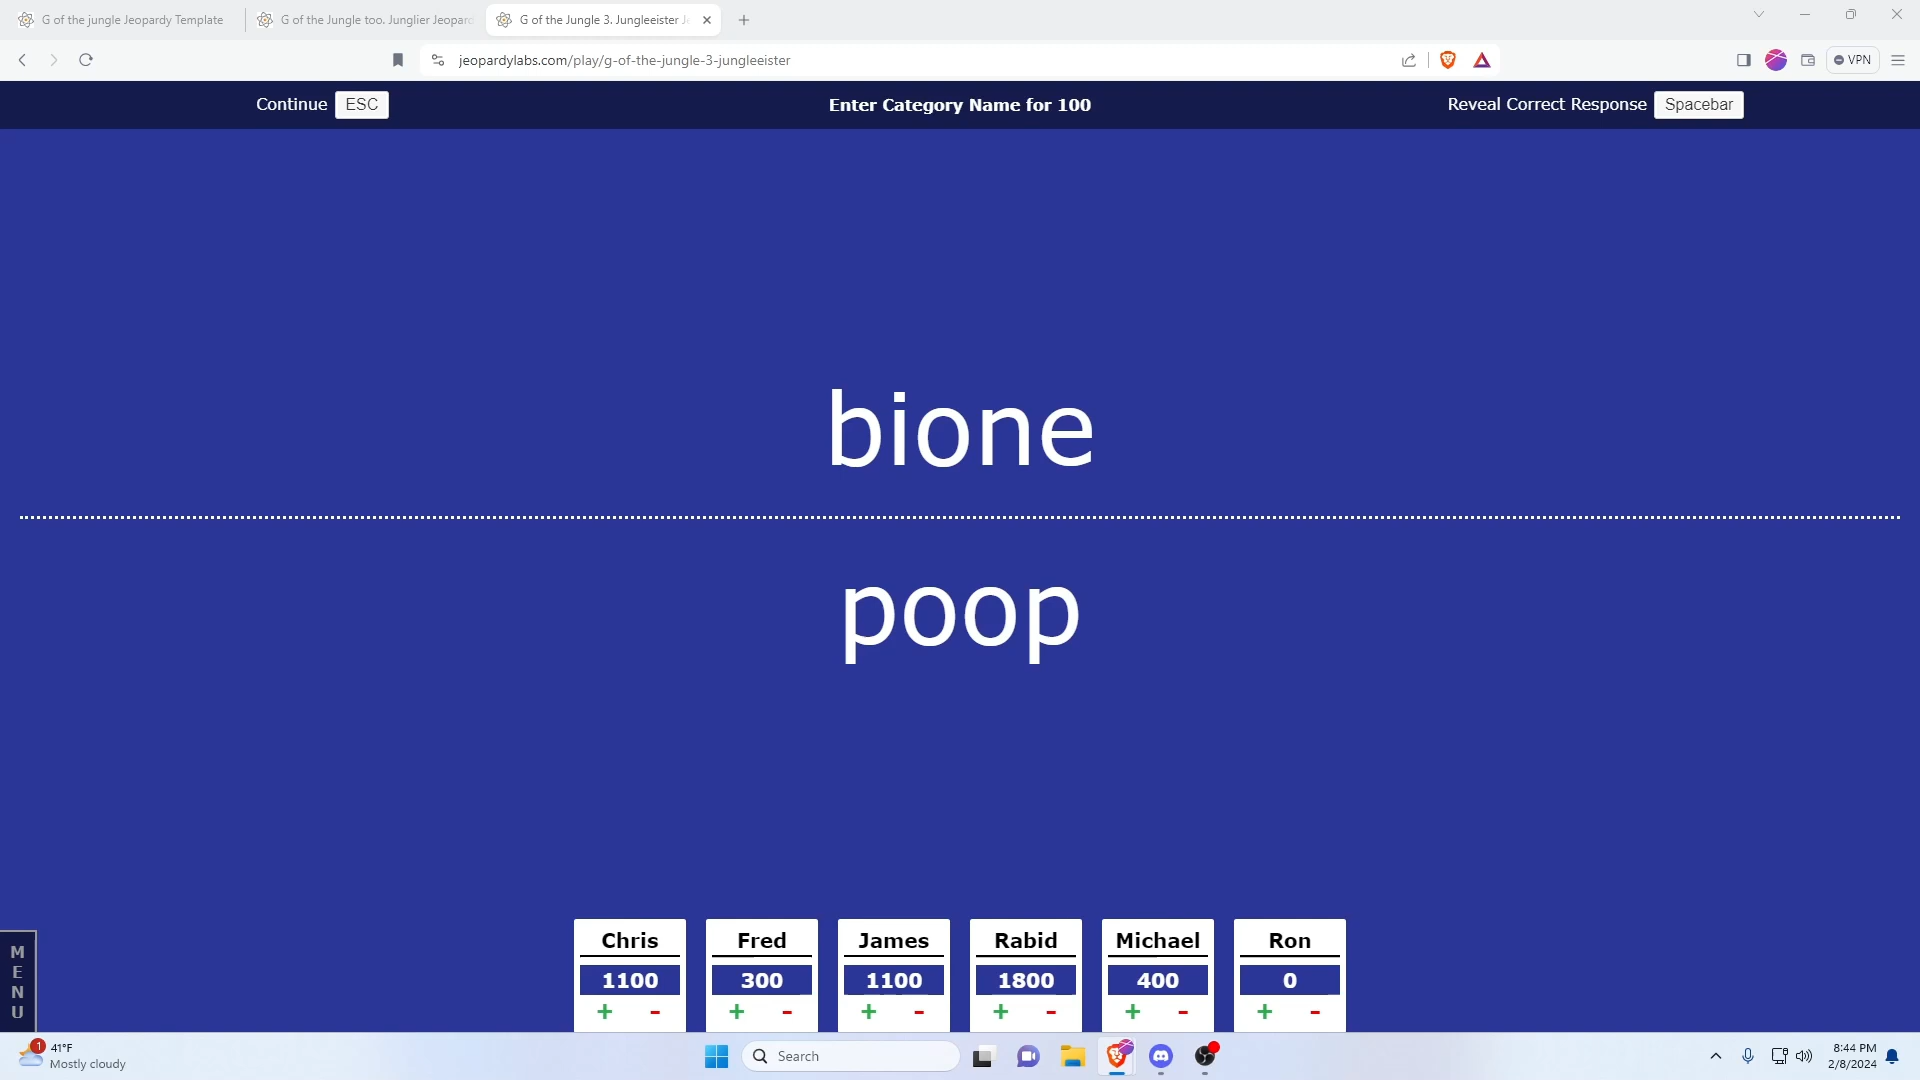 G of the jungle Jeopardy Template
G of the Jungle too. Junglier Jeopard
G of the Jungle 3. Jungleeister J
jeopardylabs.com/play/g-of-the-jungle-3-jungleeister
VPN
Continue ESC
Enter Category Name for 100
Reveal Correct Response Spacebar
bione
poop
Chris Fred James Rabid Michael Ron
1100 300 1100 1800 400 0
+ - + - + - + - + - + -
MENU
1
41°F
Mostly cloudy
Search
8:44 PM
2/8/2024